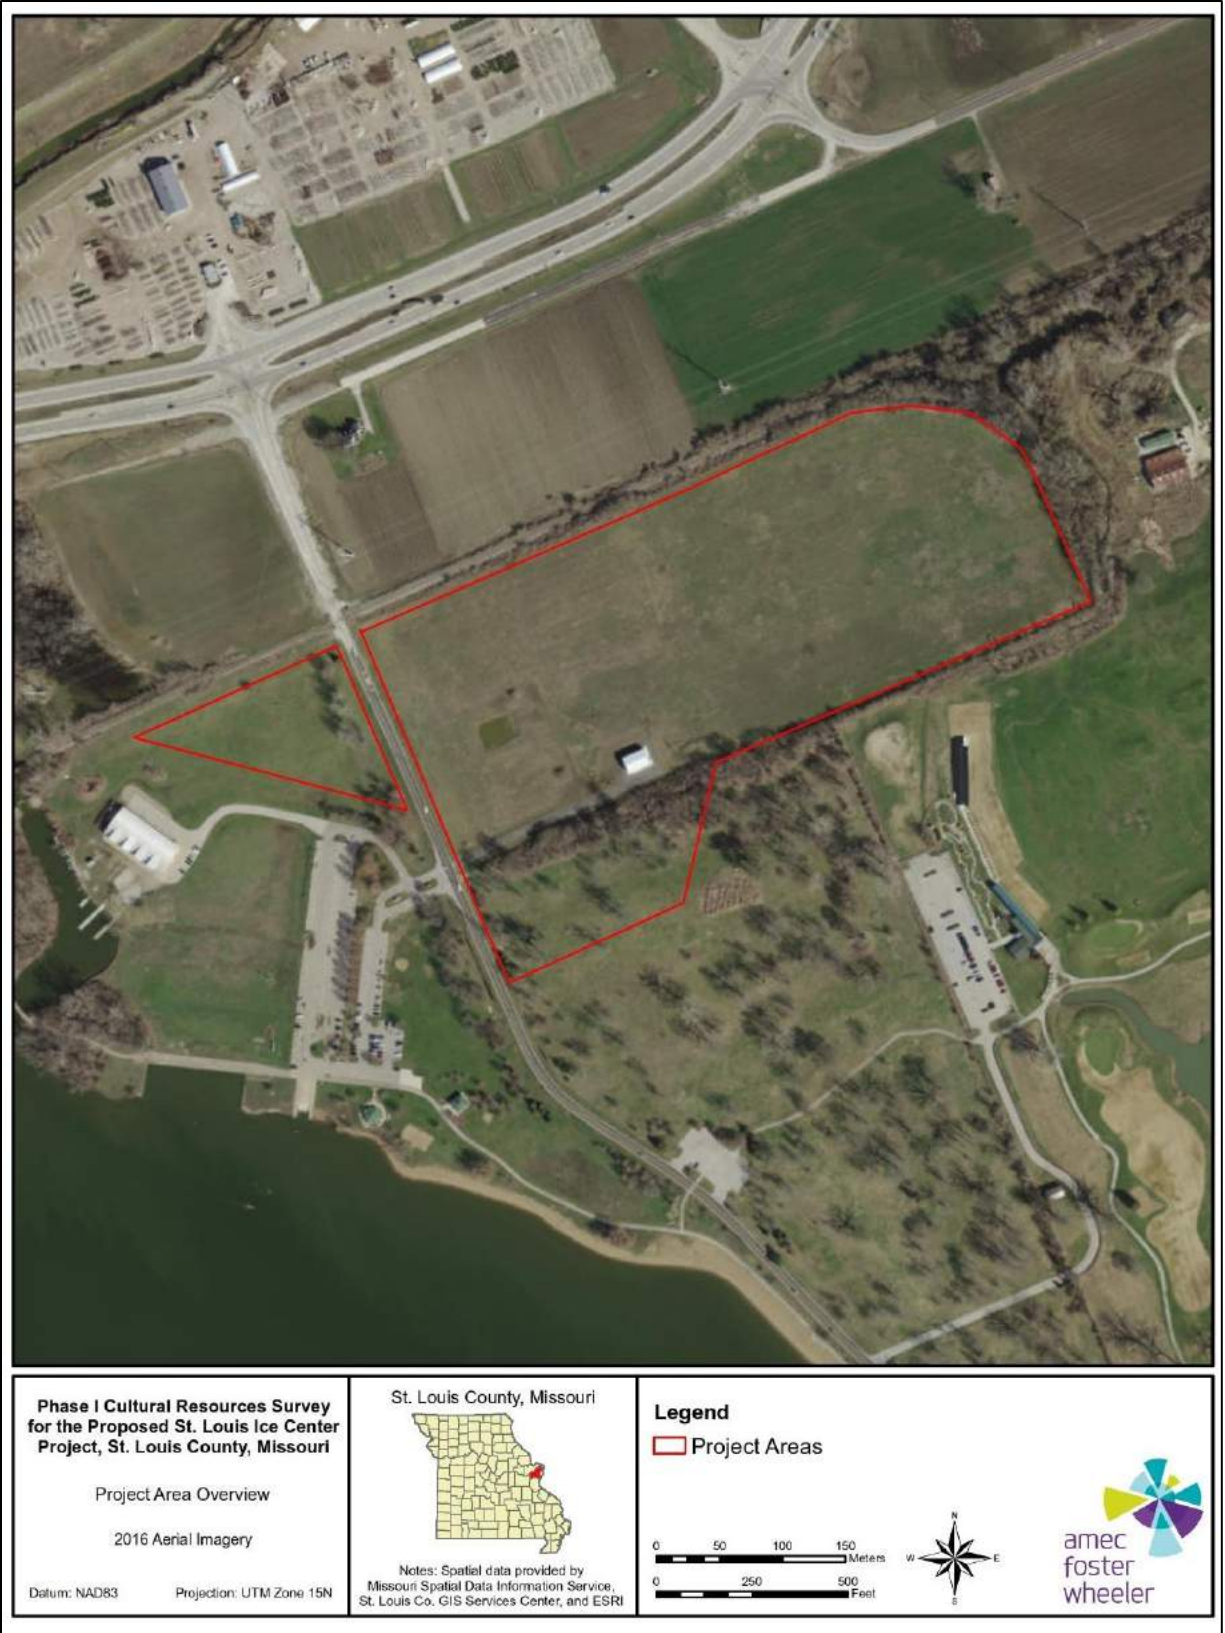 Phase I Cultural Resources Survey
for the Proposed St. Louis Ice Center
Project, St. Louis County, Missouri
Project Area Overview
2016 Aerial Imagery
Datum: NAD83 Projection: UTM Zone 15N
St. Louis County, Missouri
Notes: Spatial data provided by
Missouri Spatial Data Information Service,
St. Louis Co. GIS Services Center, and ESRI
Legend
Project Areas
0 50 100 150
Meters
0 250 500
Feet
N
W E
S
amec
foster
wheeler